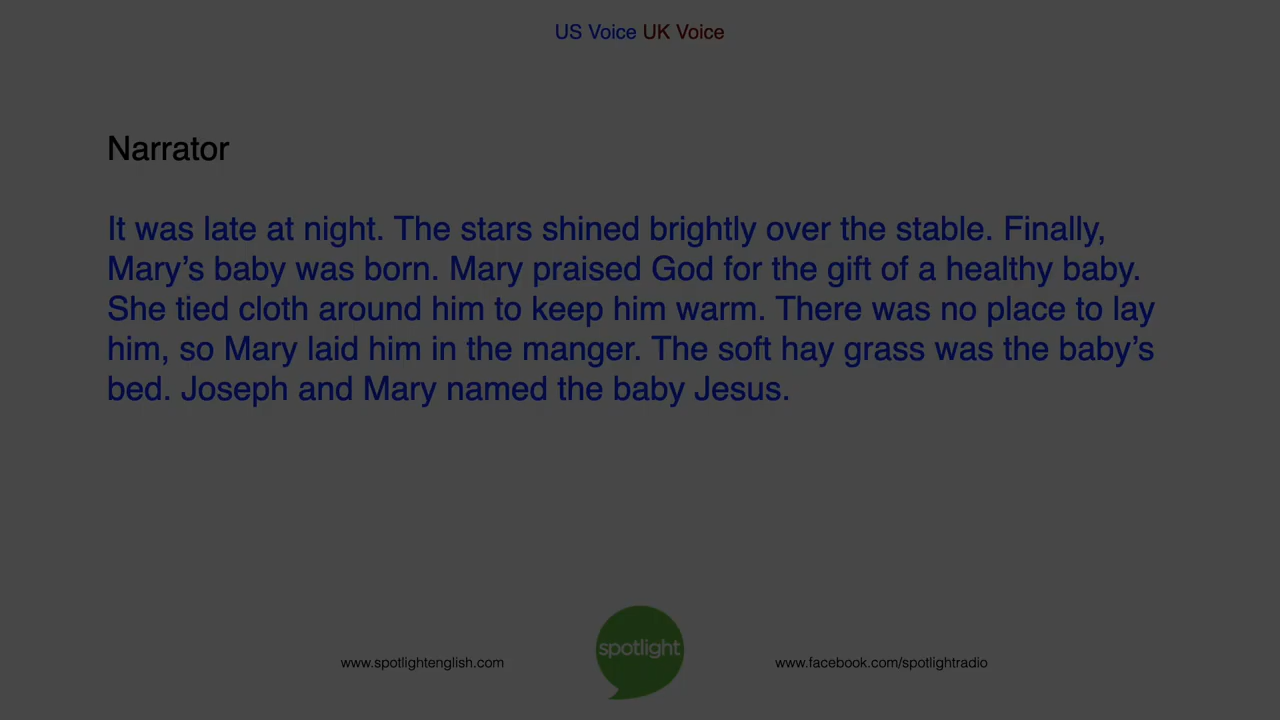 US Voice UK Voice
Narrator
It was late at night. The stars shined brightly over the stable. Finally,
Mary’s baby was born. Mary praised God for the gift of a healthy baby.
She tied cloth around him to keep him warm. There was no place to lay
him, so Mary laid him in the manger. The soft hay grass was the baby’s
bed. Joseph and Mary named the baby Jesus.
spotlight
www.spotlightenglish.com
www.facebook.com/spotlightradio